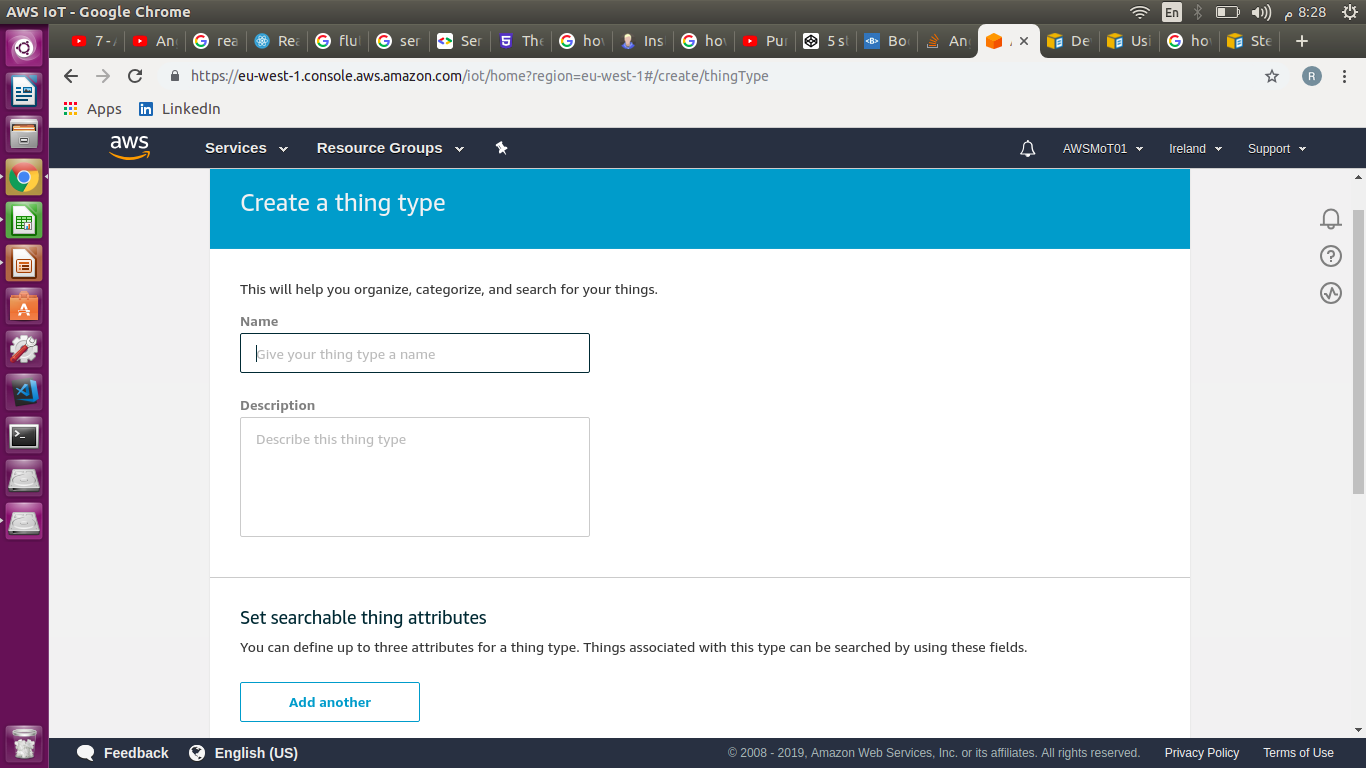 AWS IoT - Google Chrome
En
8:28 م
7 - A
An
rea
Rea
flu
ser
Ser
The
hov
Ins
hov
Pur
5 st
Bo
An
De
Usi
ho
Ste
https://eu-west-1.console.aws.amazon.com/iot/home?region=eu-west-1#/create/thingType
R
Apps
LinkedIn
aws
Services
Resource Groups
AWSMoT01
Ireland
Support
Create a thing type
This will help you organize, categorize, and search for your things.
Name
Give your thing type a name
Description
Describe this thing type
Set searchable thing attributes
You can define up to three attributes for a thing type. Things associated with this type can be searched by using these fields.
Add another
Feedback
English (US)
© 2008 - 2019, Amazon Web Services, Inc. or its affiliates. All rights reserved.
Privacy Policy
Terms of Use